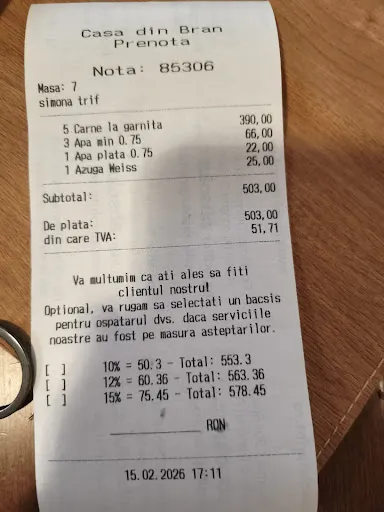 Casa din Bran
Prenota
Nota: 85306
Masa: 7
simona trif
5 Carne la garnita 390,00
3 Apa min 0.75 66,00
1 Apa plata 0.75 22,00
1 Azuga Weiss 25,00
Subtotal: 503,00
De plata: 503,00
din care TVA: 51,71
Va multumim ca ati ales sa fiti
clientul nostru!
Optional, va rugam sa selectati un bacsis
pentru ospatarul dvs. daca serviciile
noastre au fost pe masura asteptarilor.
[ ] 10% = 50.3 - Total: 553.3
[ ] 12% = 60.36 - Total: 563.36
[ ] 15% = 75.45 - Total: 578.45
____________ RON
15.02.2026 17:11